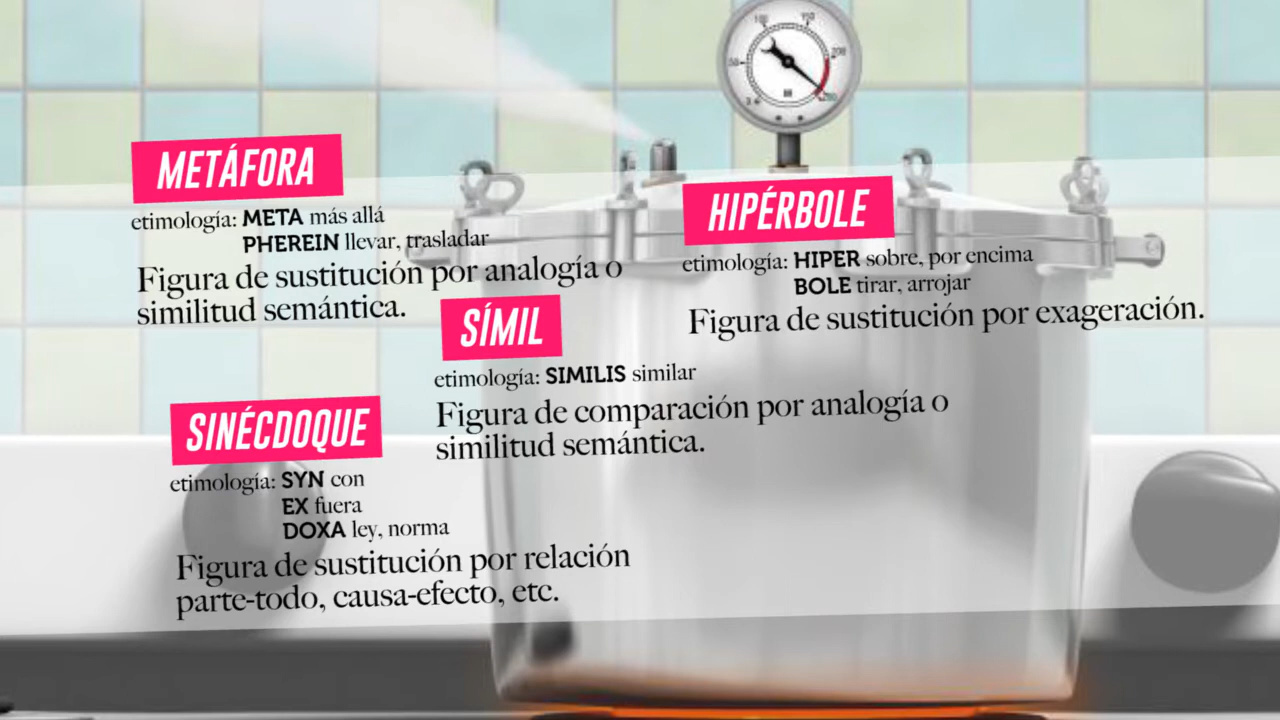 METÁFORA
etimología: META más allá
PHEREIN llevar, trasladar
Figura de sustitución por analogía o
similitud semántica.
HIPÉRBOLE
etimología: HIPER sobre, por encima
BOLE tirar, arrojar
Figura de sustitución por exageración.
SÍMIL
etimología: SIMILIS similar
Figura de comparación por analogía o
similitud semántica.
SINÉCDOQUE
etimología: SYN con
EX fuera
DOXA ley, norma
Figura de sustitución por relación
parte-todo, causa-efecto, etc.